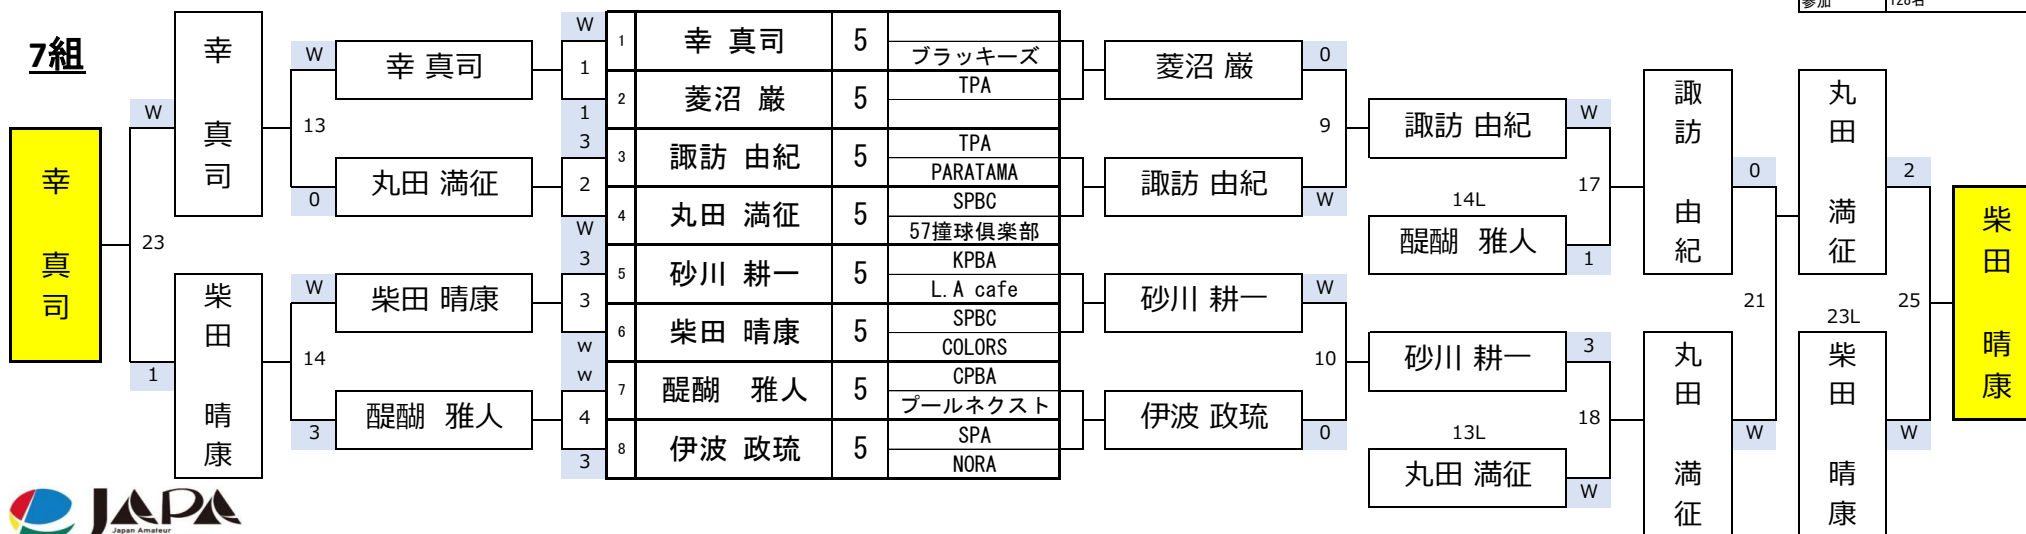 参加 128名
7組
幸 真司
W
1
幸 真司
柴田 晴康
23
W
幸 真司
13
0
丸田 満征
W
柴田 晴康
14
3
醍醐 雅人
W
1
1
3
2
W
3
3
w
w
4
3
1 幸 真司 5 ブラッキーズ
2 菱沼 巌 5 TPA
3 諏訪 由紀 5 TPA PARATAMA
4 丸田 満征 5 SPBC 57撞球倶楽部
5 砂川 耕一 5 KPBA L.A cafe
6 柴田 晴康 5 SPBC COLORS
7 醍醐 雅人 5 CPBA プールネクスト
8 伊波 政琉 5 SPA NORA
菱沼 巌
0
9
諏訪 由紀
W
砂川 耕一
W
10
伊波 政琉
0
諏訪 由紀
W
14L
17
醍醐 雅人
1
砂川 耕一
3
13L
18
丸田 満征
W
諏訪 由紀
0
21
丸田 満征
W
丸田 満征
2
23L
25
柴田 晴康
W
柴田 晴康
JAPA
Japan Amateur